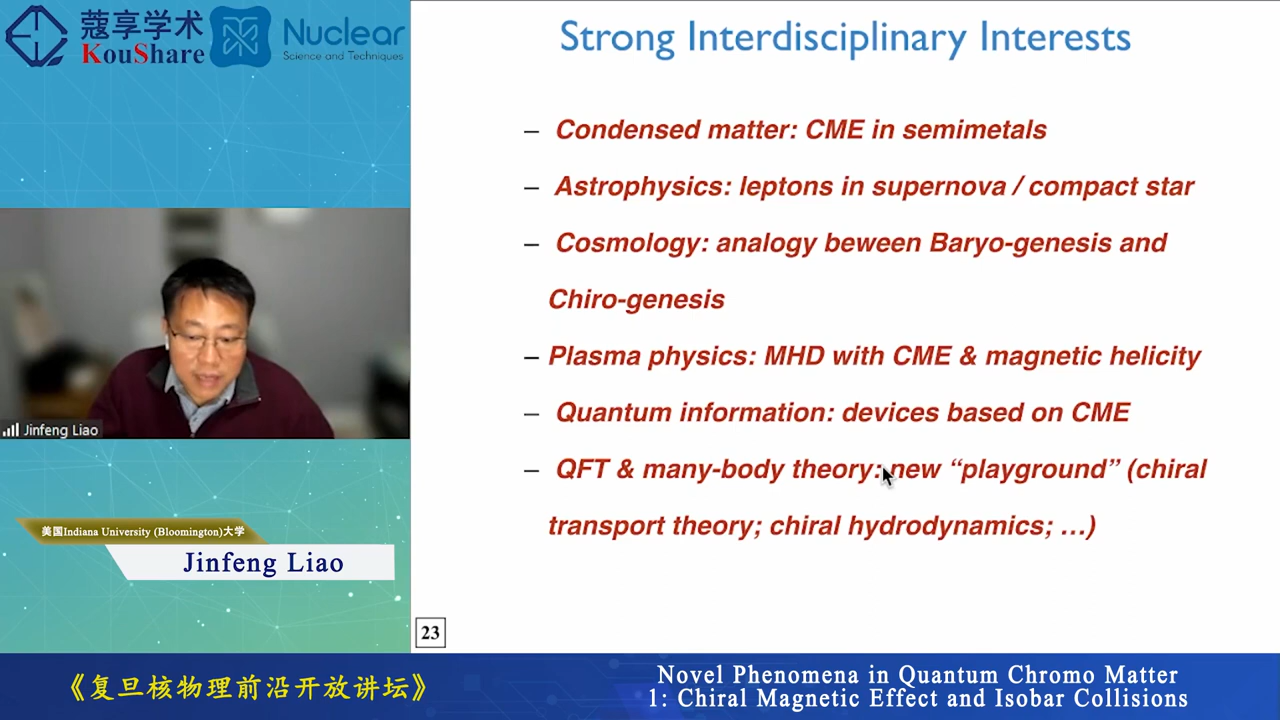 蔻享学术
KouShare
Nuclear
Science and Techniques
Jinfeng Liao
美国Indiana University (Bloomington)大学
Jinfeng Liao
Strong Interdisciplinary Interests
– Condensed matter: CME in semimetals
– Astrophysics: leptons in supernova / compact star
– Cosmology: analogy beween Baryo-genesis and
Chiro-genesis
– Plasma physics: MHD with CME & magnetic helicity
– Quantum information: devices based on CME
– QFT & many-body theory: new “playground” (chiral
transport theory; chiral hydrodynamics; …)
23
《复旦核物理前沿开放讲坛》
Novel Phenomena in Quantum Chromo Matter
1: Chiral Magnetic Effect and Isobar Collisions